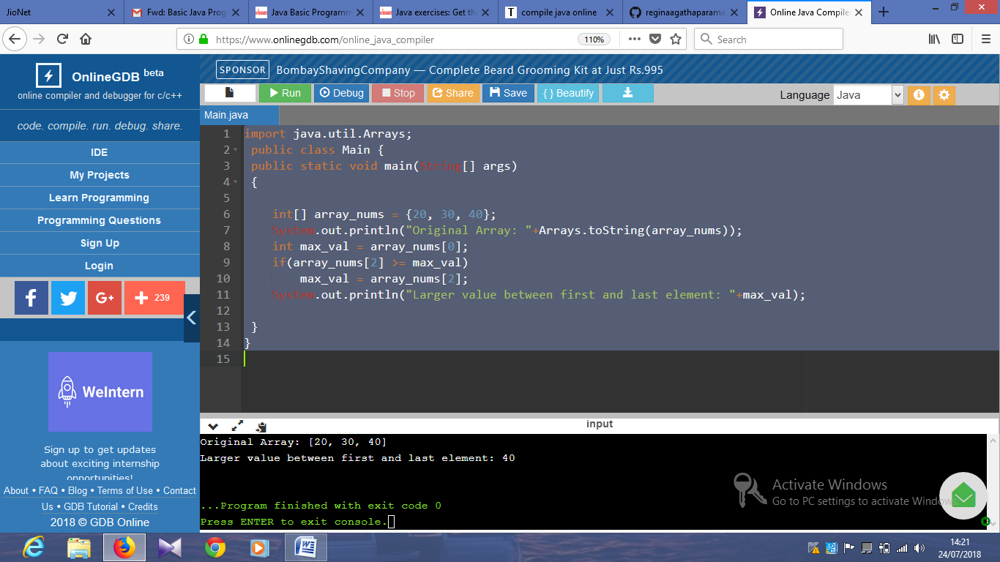 JioNet
Fwd: Basic Java Prog
Java Basic Programm
Java exercises: Get th
compile java online
reginaagathaparama
Online Java Compile
https://www.onlinegdb.com/online_java_compiler
110%
Search
OnlineGDB beta
online compiler and debugger for c/c++
code. compile. run. debug. share.
IDE
My Projects
Learn Programming
Programming Questions
Sign Up
Login
239
WeIntern
Sign up to get updates
about exciting internship
opportunities!
About • FAQ • Blog • Terms of Use • Contact
Us • GDB Tutorial • Credits
2018 © GDB Online
SPONSOR BombayShavingCompany — Complete Beard Grooming Kit at Just Rs.995
Run Debug Stop Share Save { } Beautify
Language Java
Main.java
1 import java.util.Arrays;
2 public class Main {
3 public static void main(String[] args)
4 {
5
6 int[] array_nums = {20, 30, 40};
7 System.out.println("Original Array: "+Arrays.toString(array_nums));
8 int max_val = array_nums[0];
9 if(array_nums[2] >= max_val)
10 max_val = array_nums[2];
11 System.out.println("Larger value between first and last element: "+max_val);
12
13 }
14 }
15
input
Original Array: [20, 30, 40]
Larger value between first and last element: 40
...Program finished with exit code 0
Press ENTER to exit console.
Activate Windows
Go to PC settings to activate Windows.
14:21
24/07/2018